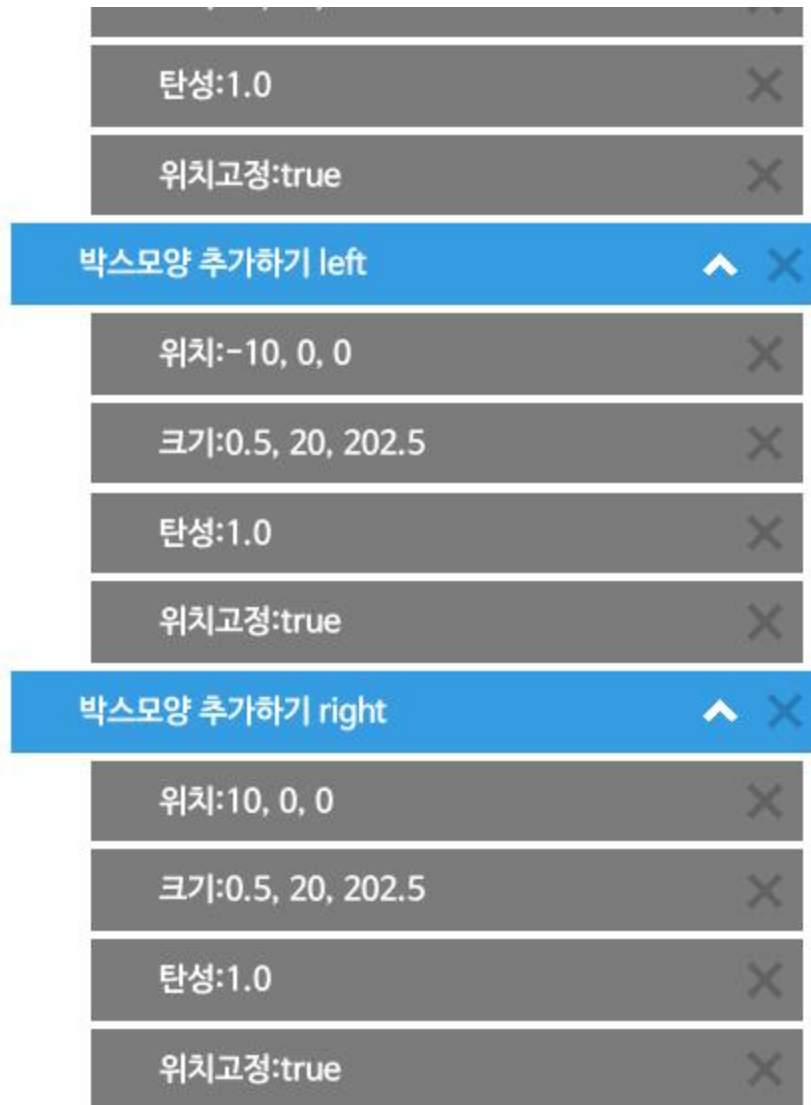 탄성:1.0
위치고정:true
박스모양 추가하기 left
위치:-10, 0, 0
크기:0.5, 20, 202.5
탄성:1.0
위치고정:true
박스모양 추가하기 right
위치:10, 0, 0
크기:0.5, 20, 202.5
탄성:1.0
위치고정:true